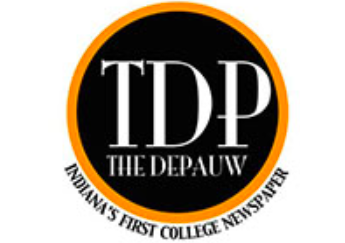 TDP
THE DEPAUW
INDIANA'S FIRST COLLEGE NEWSPAPER